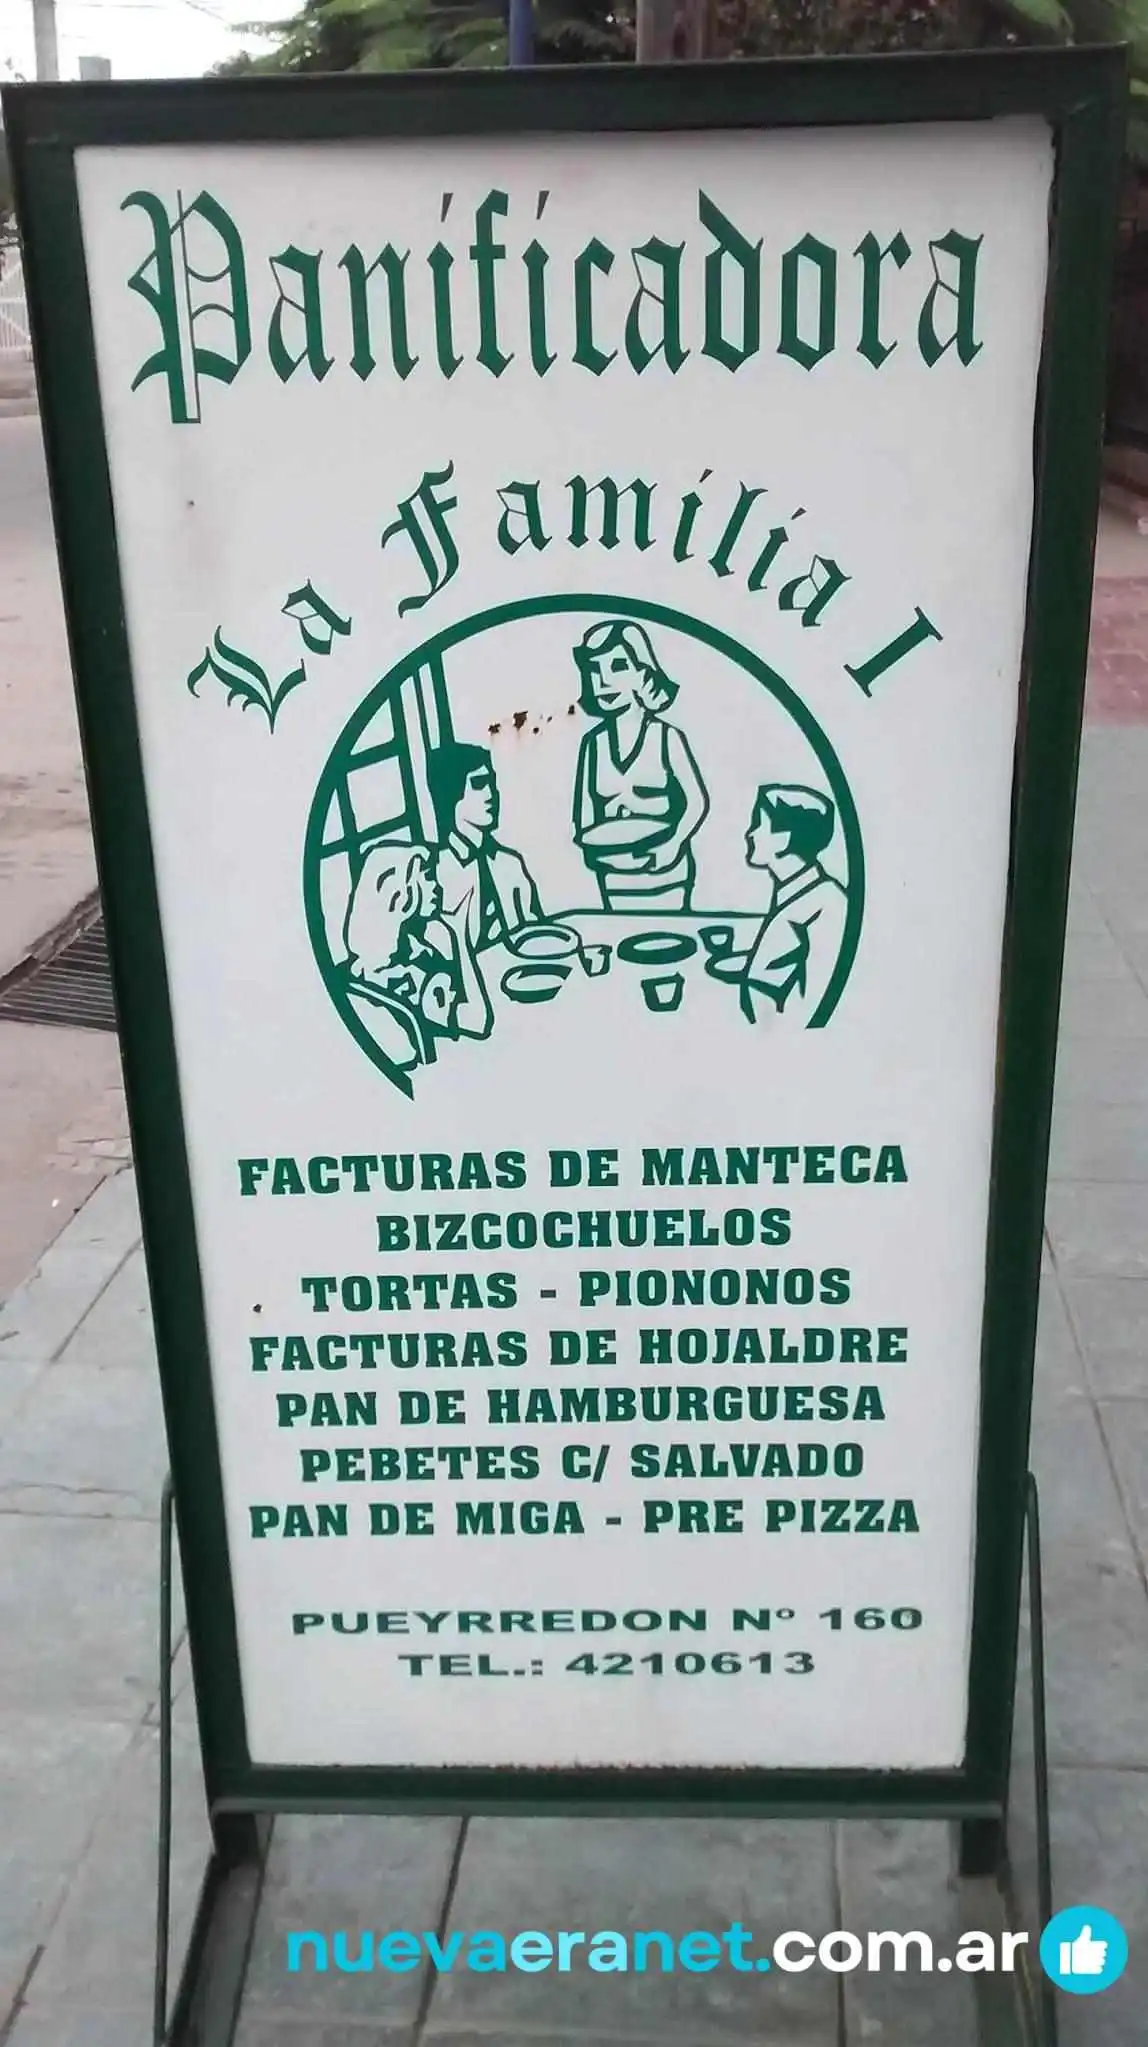 Panificadora
La Familia I
FACTURAS DE MANTECA
BIZCOCHUELOS
TORTAS - PIONONOS
FACTURAS DE HOJALDRE
PAN DE HAMBURGUESA
PEBETES C/ SALVADO
PAN DE MIGA - PRE PIZZA
PUEYRREDON Nº 160
TEL.: 4210613
nuevaeranet.com.ar